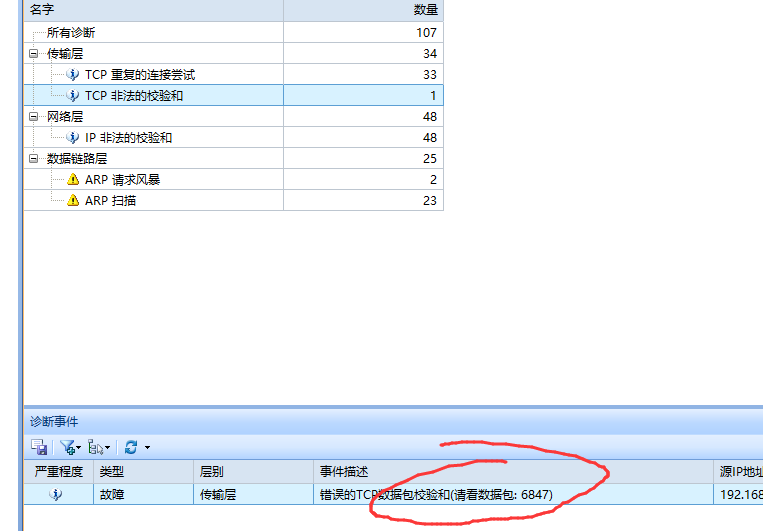 名字 数量
所有诊断 107
传输层 34
TCP 重复的连接尝试 33
TCP 非法的校验和 1
网络层 48
IP 非法的校验和 48
数据链路层 25
ARP 请求风暴 2
ARP 扫描 23
诊断事件
严重程度 类型 层别 事件描述 源IP地址
故障 传输层 错误的TCP数据包校验和(请看数据包: 6847) 192.168